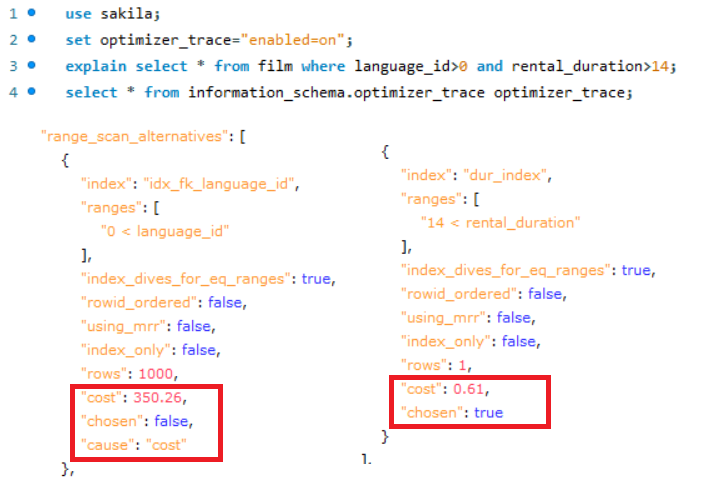 1 use sakila;
2 set optimizer_trace="enabled=on";
3 explain select * from film where language_id>0 and rental_duration>14;
4 select * from information_schema.optimizer_trace optimizer_trace;
"range_scan_alternatives": [
{
"index": "idx_fk_language_id",
"ranges": [
"0 < language_id"
],
"index_dives_for_eq_ranges": true,
"rowid_ordered": false,
"using_mrr": false,
"index_only": false,
"rows": 1000,
"cost": 350.26,
"chosen": false,
"cause": "cost"
},
{
"index": "dur_index",
"ranges": [
"14 < rental_duration"
],
"index_dives_for_eq_ranges": true,
"rowid_ordered": false,
"using_mrr": false,
"index_only": false,
"rows": 1,
"cost": 0.61,
"chosen": true
}